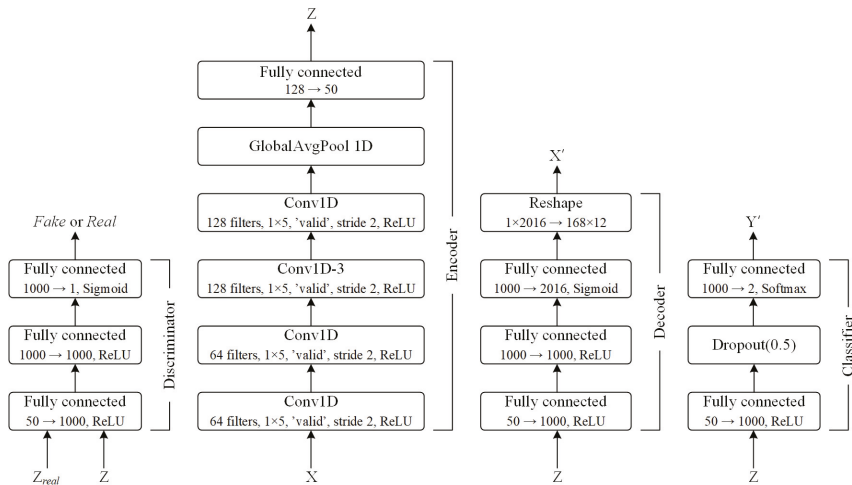 Fake or Real
Fully connected
1000 → 1, Sigmoid
Fully connected
1000 → 1000, ReLU
Fully connected
50 → 1000, ReLU
Z_real
Z
Discriminator
Z
Fully connected
128 → 50
GlobalAvgPool 1D
Conv1D
128 filters, 1×5, ’valid’, stride 2, ReLU
Conv1D-3
128 filters, 1×5, ’valid’, stride 2, ReLU
Conv1D
64 filters, 1×5, ’valid’, stride 2, ReLU
Conv1D
64 filters, 1×5, ’valid’, stride 2, ReLU
X
Encoder
X′
Reshape
1×2016 → 168×12
Fully connected
1000 → 2016, Sigmoid
Fully connected
1000 → 1000, ReLU
Fully connected
50 → 1000, ReLU
Z
Decoder
Y′
Fully connected
1000 → 2, Softmax
Dropout(0.5)
Fully connected
50 → 1000, ReLU
Z
Classifier